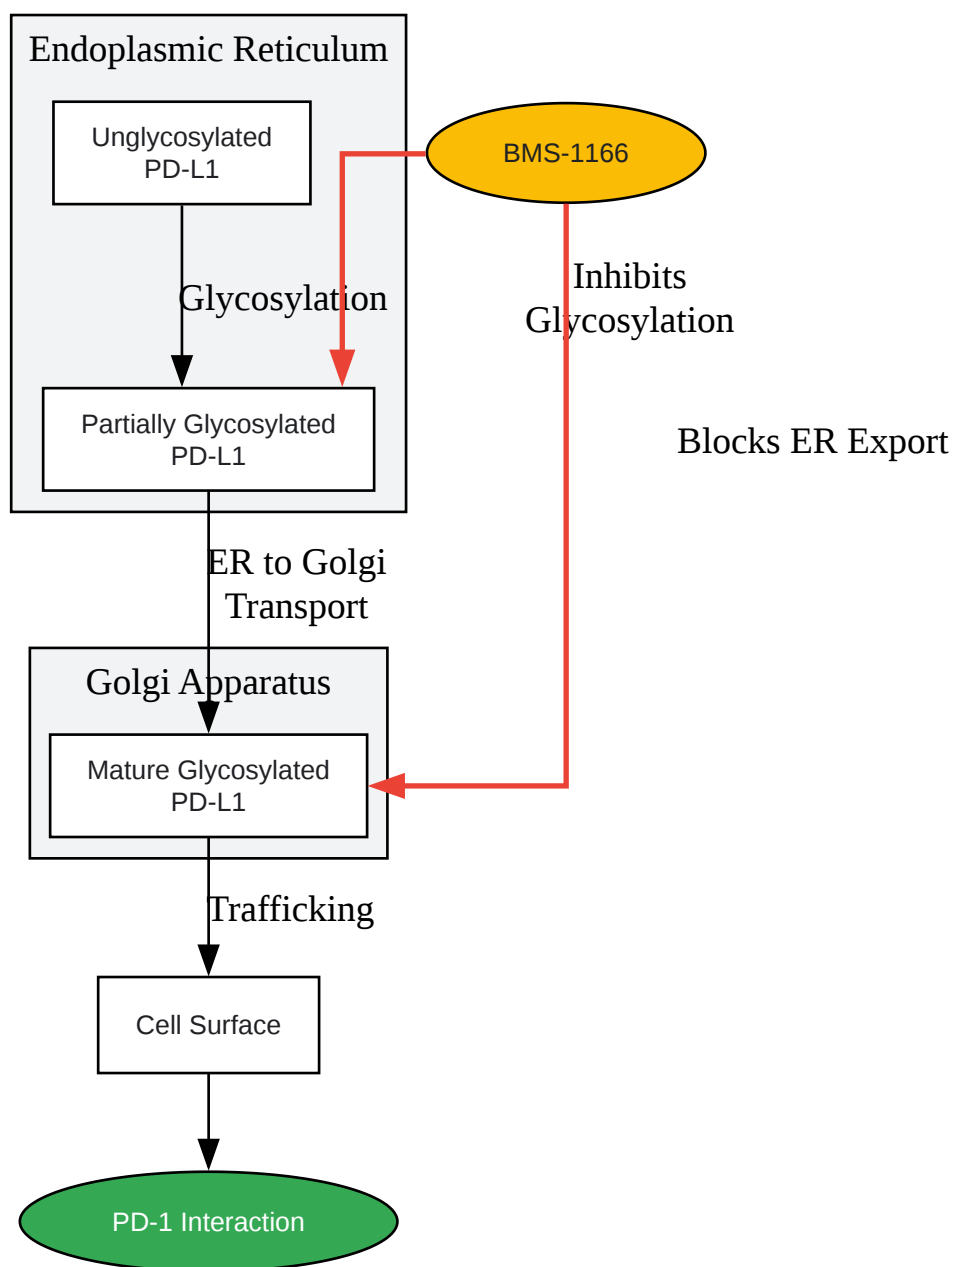 Endoplasmic Reticulum
Unglycosylated
PD-L1
BMS-1166
Glycosylation
Inhibits
Glycosylation
Partially Glycosylated
PD-L1
Blocks ER Export
ER to Golgi
Transport
Golgi Apparatus
Mature Glycosylated
PD-L1
Trafficking
Cell Surface
PD-1 Interaction